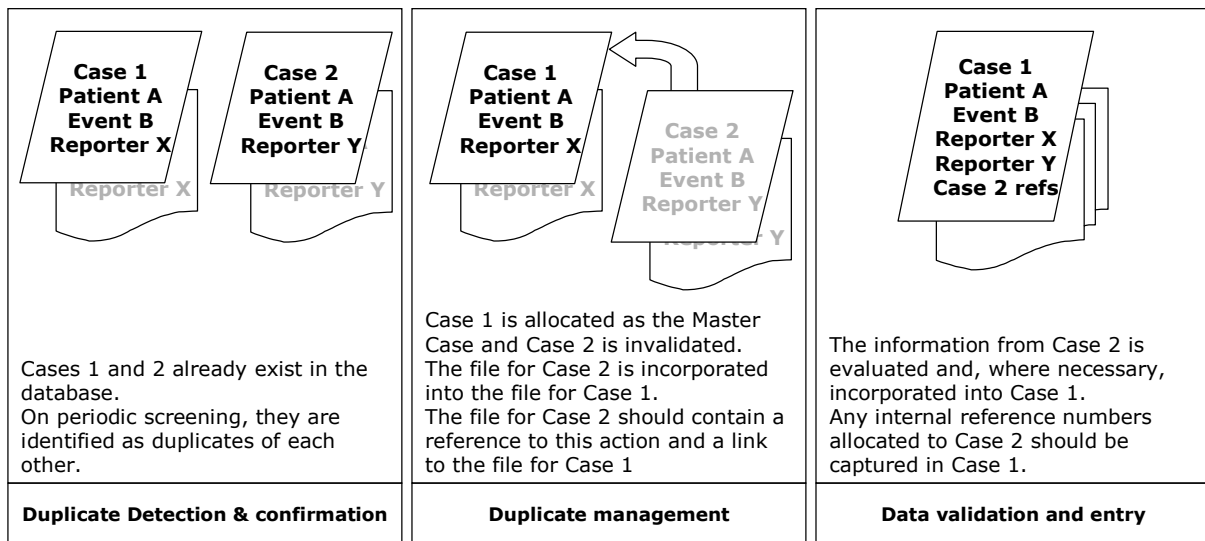 Case 1
Patient A
Event B
Reporter X
Reporter X
Case 2
Patient A
Event B
Reporter Y
Reporter Y
Cases 1 and 2 already exist in the
database.
On periodic screening, they are
identified as duplicates of each
other.
Duplicate Detection & confirmation
Case 1
Patient A
Event B
Reporter X
Reporter X
Case 2
Patient A
Event B
Reporter Y
Reporter Y
Case 1 is allocated as the Master
Case and Case 2 is invalidated.
The file for Case 2 is incorporated
into the file for Case 1.
The file for Case 2 should contain a
reference to this action and a link
to the file for Case 1
Duplicate management
Case 1
Patient A
Event B
Reporter X
Reporter Y
Case 2 refs
The information from Case 2 is
evaluated and, where necessary,
incorporated into Case 1.
Any internal reference numbers
allocated to Case 2 should be
captured in Case 1.
Data validation and entry